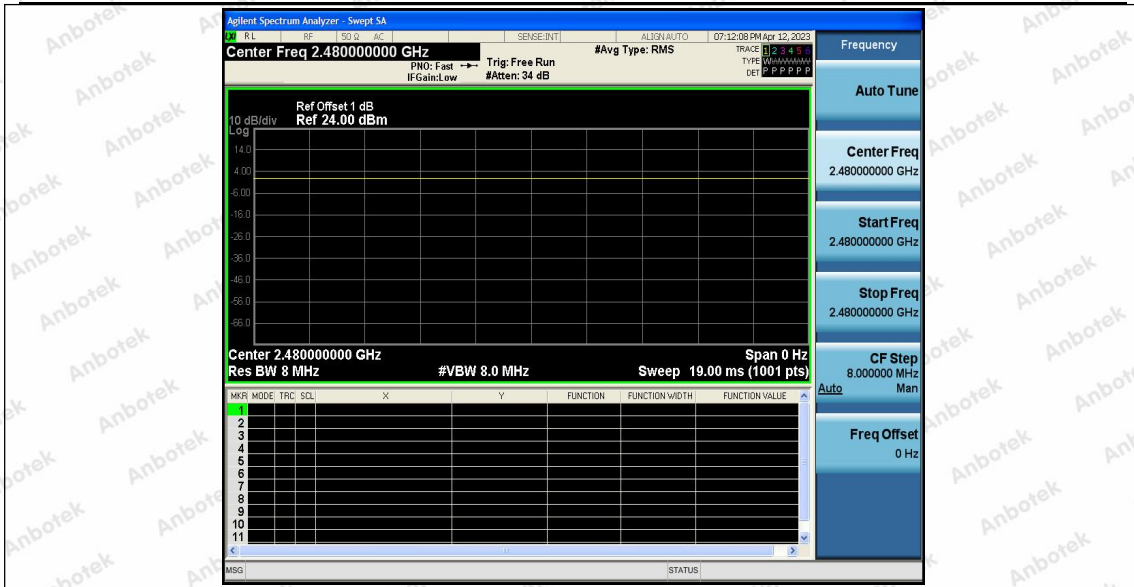 Agilent Spectrum Analyzer - Swept SA
LXI RL RF 50 Ω AC SENSE:INT ALIGN AUTO 07:12:08 PM Apr 12, 2023
Center Freq 2.480000000 GHz
#Avg Type: RMS
TRACE 1 2 3 4 5 6
PNO: Fast
Trig: Free Run
TYPE WWWWWW
IFGain:Low
#Atten: 34 dB
DET P P P P P P
Ref Offset 1 dB
10 dB/div Ref 24.00 dBm
Log
14.0
4.00
-6.00
-16.0
-26.0
-36.0
-46.0
-56.0
-66.0
Center 2.480000000 GHz Span 0 Hz
Res BW 8 MHz #VBW 8.0 MHz Sweep 19.00 ms (1001 pts)
MKR MODE TRC SCL X Y FUNCTION FUNCTION WIDTH FUNCTION VALUE
1
2
3
4
5
6
7
8
9
10
11
MSG STATUS
Frequency
Auto Tune
Center Freq
2.480000000 GHz
Start Freq
2.480000000 GHz
Stop Freq
2.480000000 GHz
CF Step
8.000000 MHz
Auto Man
Freq Offset
0 Hz
Anbotek